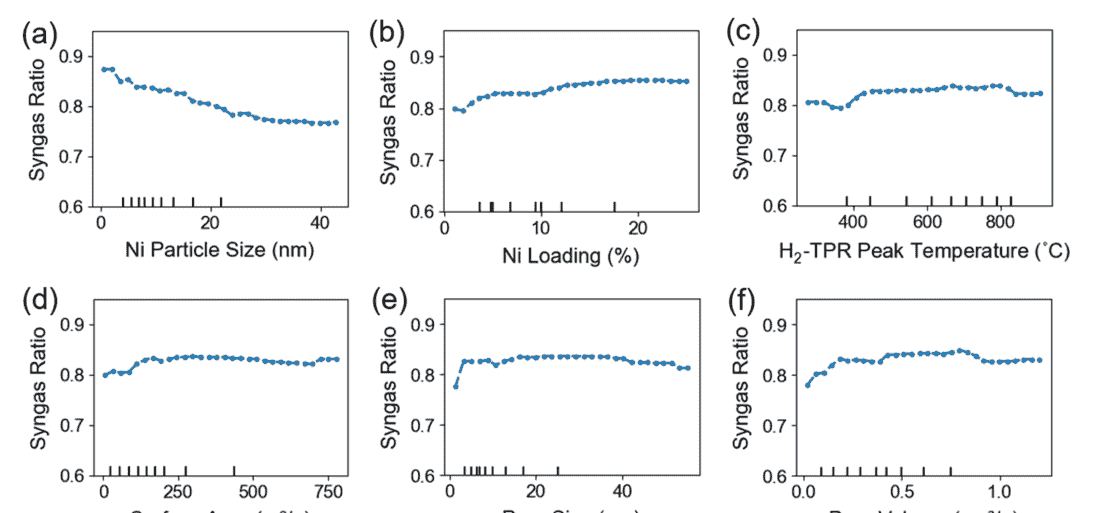 (a)
Syngas Ratio
0.9
0.8
0.7
0.6
0
20
40
Ni Particle Size (nm)
(b)
Syngas Ratio
0.9
0.8
0.7
0.6
0
10
20
Ni Loading (%)
(c)
Syngas Ratio
0.9
0.8
0.7
0.6
400
600
800
H₂-TPR Peak Temperature (˚C)
(d)
Syngas Ratio
0.9
0.8
0.7
0.6
0
250
500
750
(e)
Syngas Ratio
0.9
0.8
0.7
0.6
0
20
40
(f)
Syngas Ratio
0.9
0.8
0.7
0.6
0.0
0.5
1.0